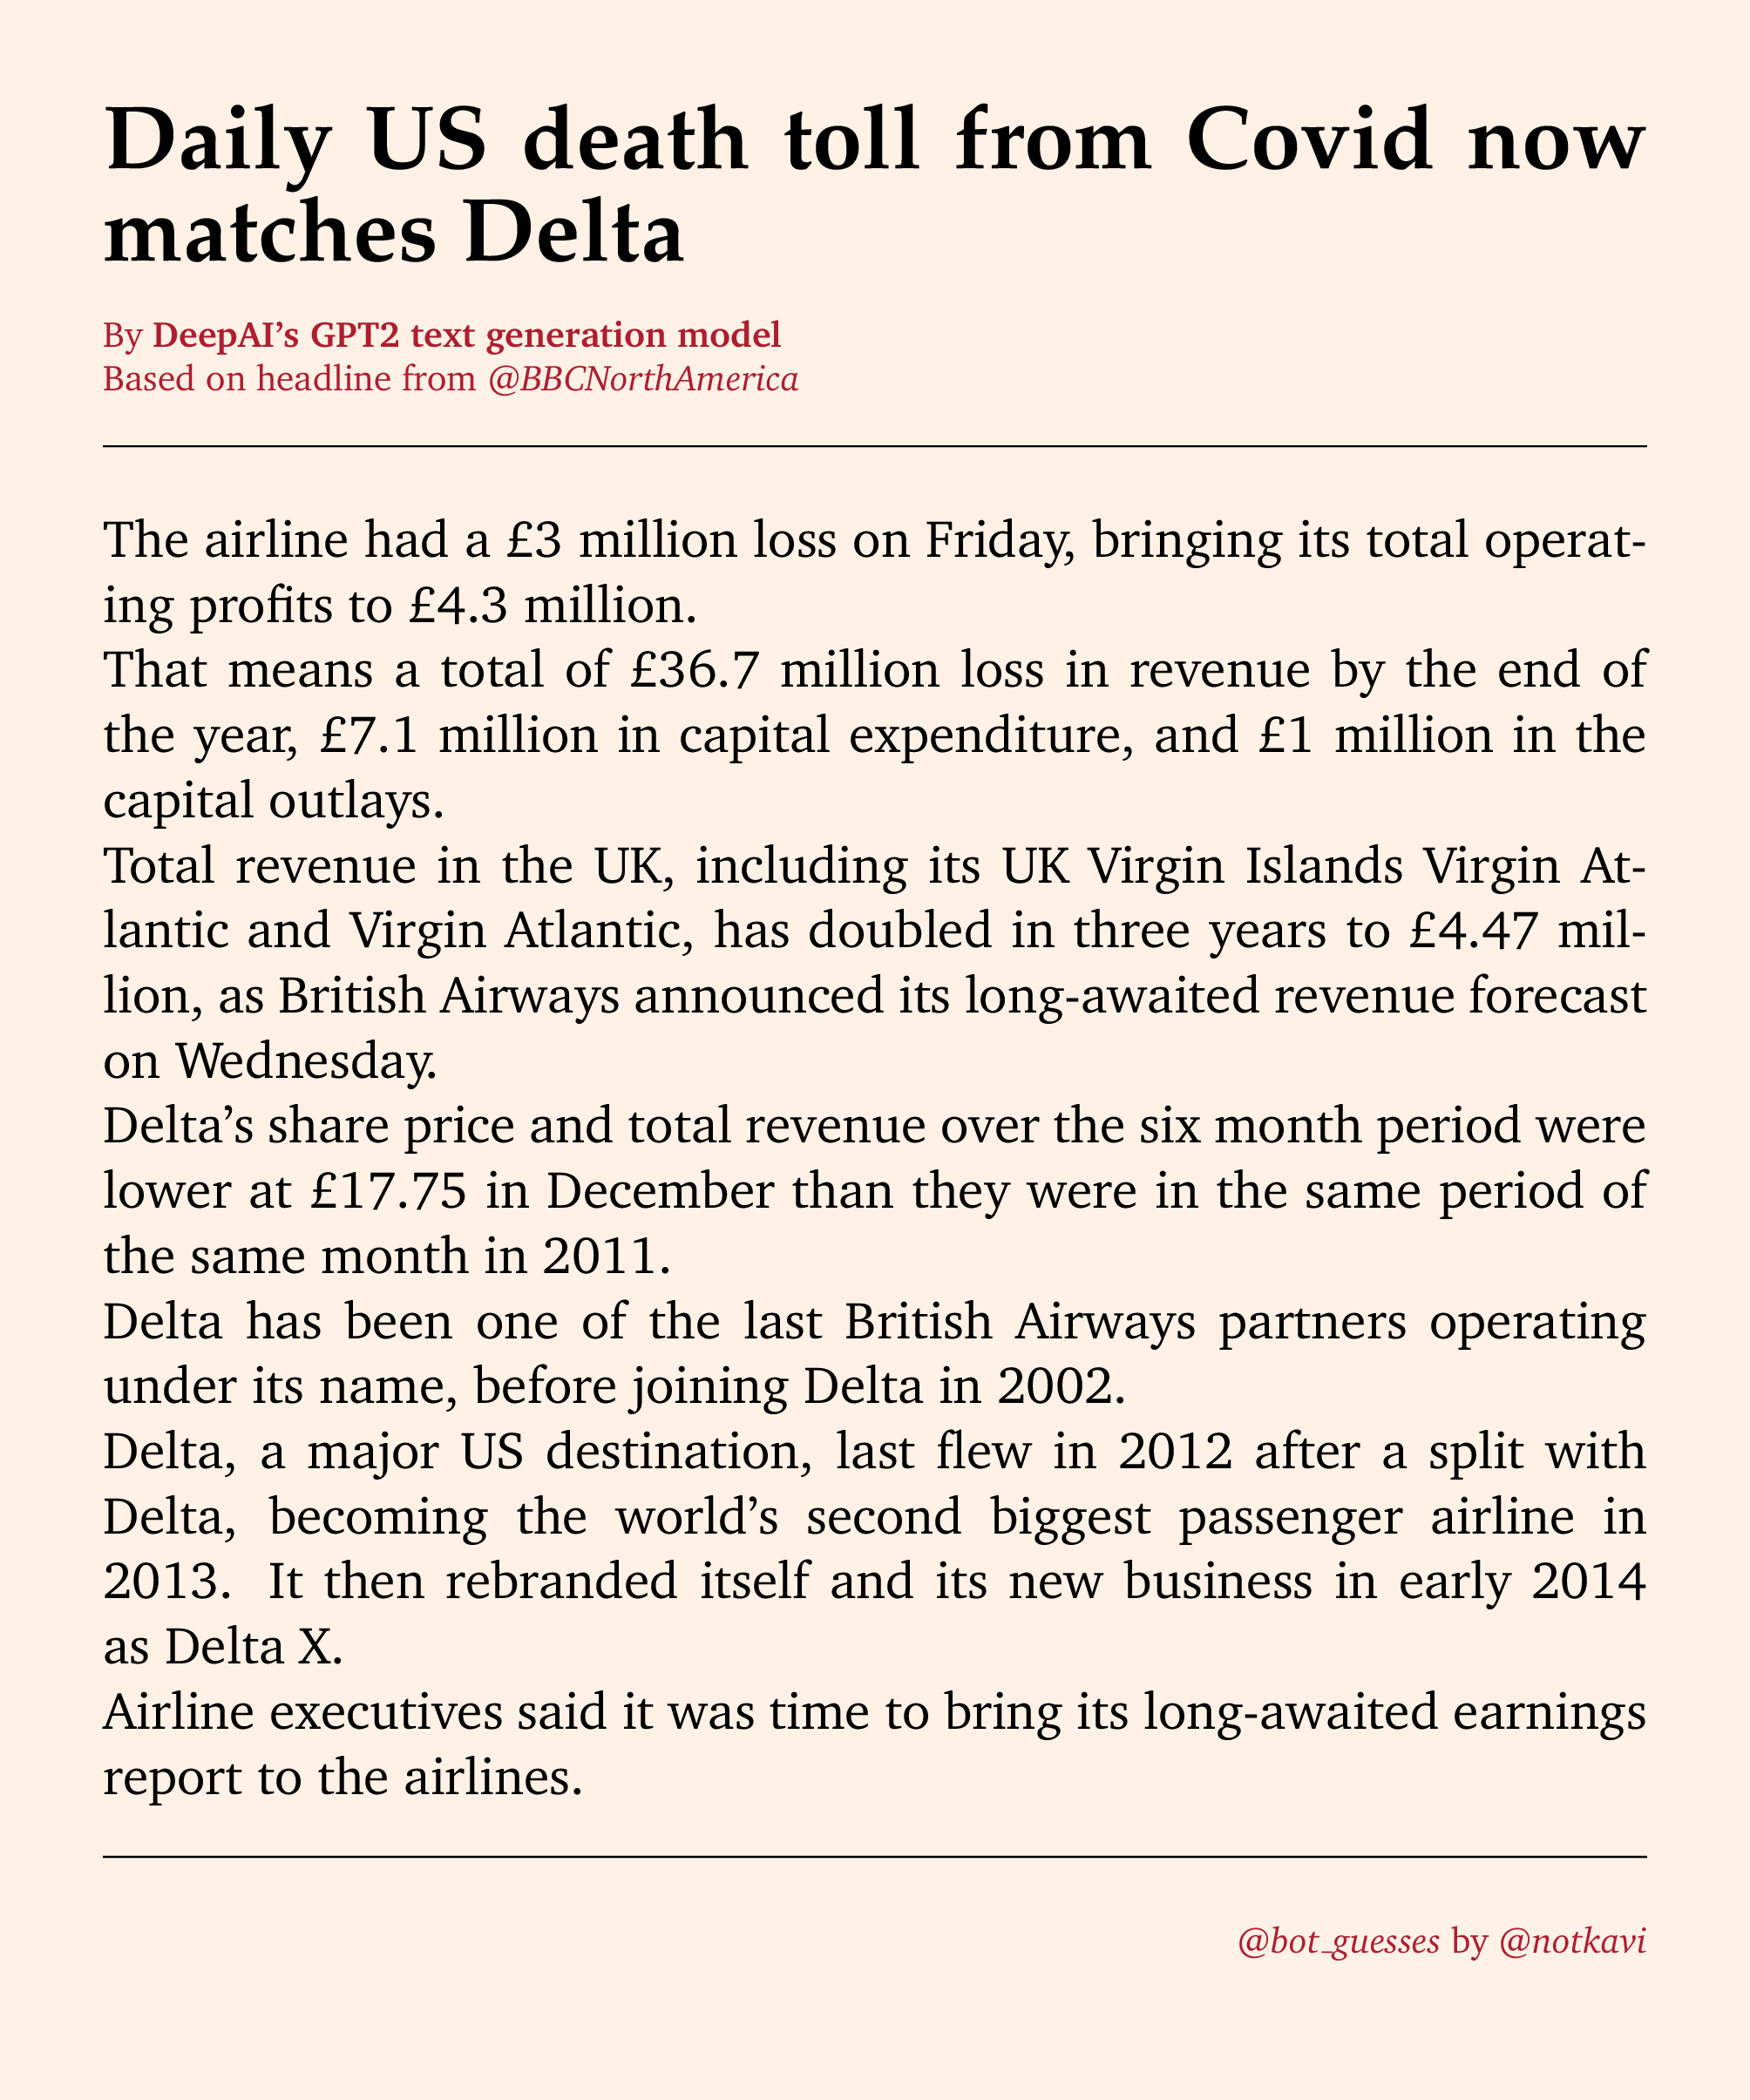 Daily US death toll from Covid now
matches Delta
By DeepAI’s GPT2 text generation model
Based on headline from @BBCNorthAmerica
The airline had a £3 million loss on Friday, bringing its total operat-
ing profits to £4.3 million.
That means a total of £36.7 million loss in revenue by the end of
the year, £7.1 million in capital expenditure, and £1 million in the
capital outlays.
Total revenue in the UK, including its UK Virgin Islands Virgin At-
lantic and Virgin Atlantic, has doubled in three years to £4.47 mil-
lion, as British Airways announced its long-awaited revenue forecast
on Wednesday.
Delta’s share price and total revenue over the six month period were
lower at £17.75 in December than they were in the same period of
the same month in 2011.
Delta has been one of the last British Airways partners operating
under its name, before joining Delta in 2002.
Delta, a major US destination, last flew in 2012 after a split with
Delta, becoming the world’s second biggest passenger airline in
2013. It then rebranded itself and its new business in early 2014
as Delta X.
Airline executives said it was time to bring its long-awaited earnings
report to the airlines.
@bot_guesses by @notkavi